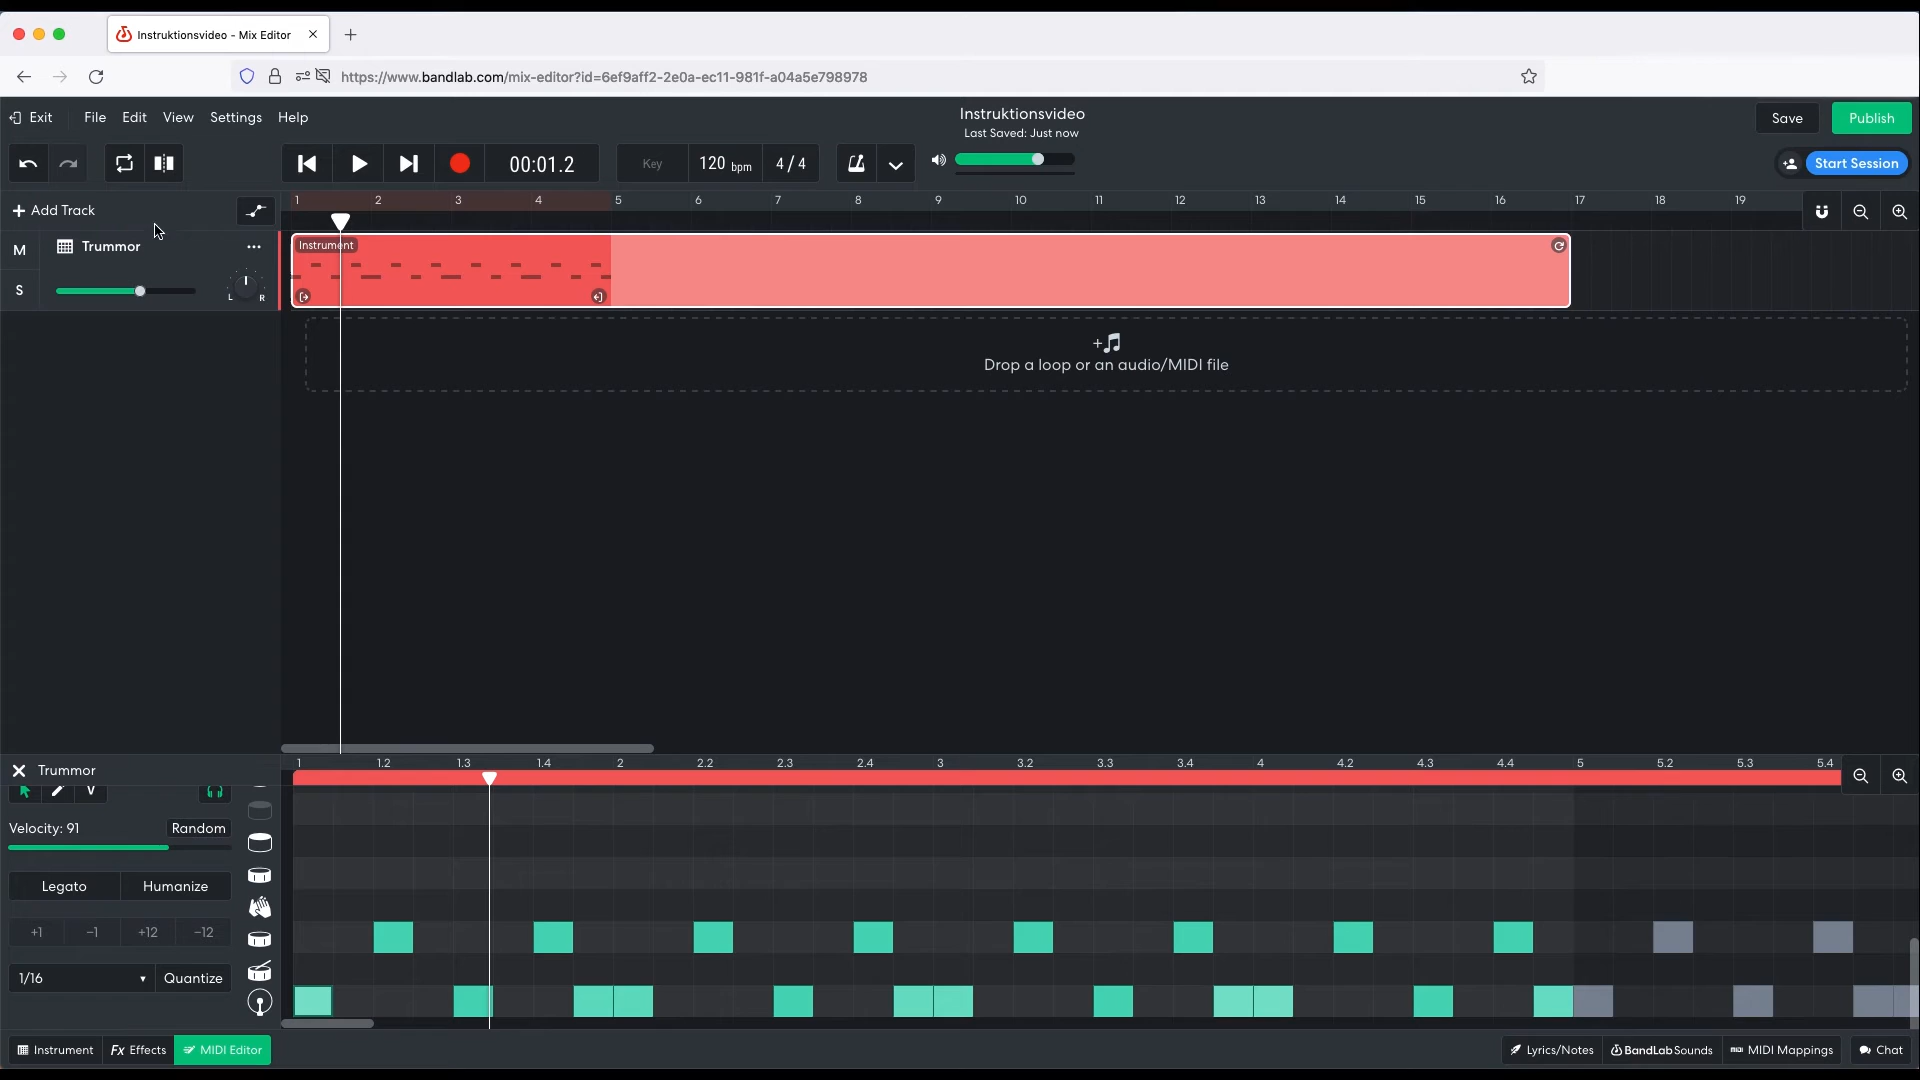 Instruktionsvideo - Mix Editor
https://www.bandlab.com/mix-editor?id=6ef9aff2-2e0a-ec11-981f-a04a5e798978
Exit File Edit View Settings Help
Instruktionsvideo
Last Saved: Just now
Save Publish
00:01.2 Key 120 bpm 4/4
Start Session
+ Add Track
1 2 3 4 5 6 7 8 9 10 11 12 13 14 15 16 17 18 19
M Trummor ...
Instrument
S L R
Drop a loop or an audio/MIDI file
Trummor
1 1.2 1.3 1.4 2 2.2 2.3 2.4 3 3.2 3.3 3.4 4 4.2 4.3 4.4 5 5.2 5.3 5.4
V
Velocity: 91 Random
Legato Humanize
+1 -1 +12 -12
1/16 Quantize
Instrument Fx Effects MIDI Editor
Lyrics/Notes BandLab Sounds MIDI MIDI Mappings Chat